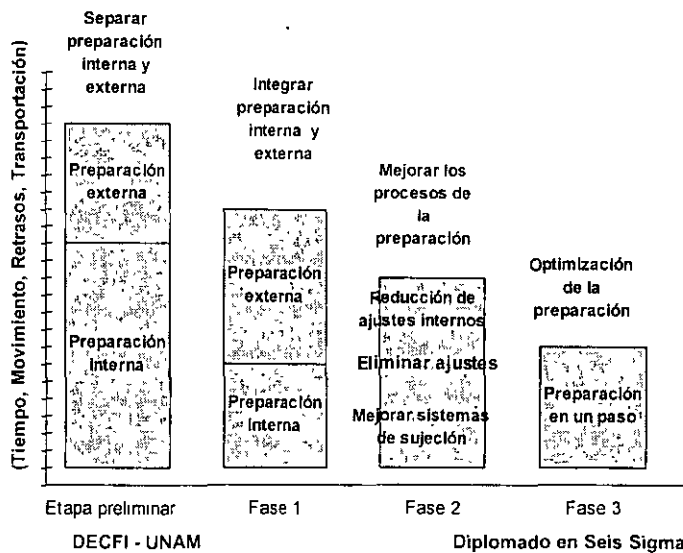 (Tiempo, Movimiento, Retrasos, Transportación)
Separar
preparación
interna y
externa
Preparación
externa
Preparación
Interna
Integrar
preparación
interna y
externa
Preparación
externa
Preparación
Interna
Mejorar los
procesos de
la
preparación
Reducción de
ajustes internos
Eliminar ajustes
Mejorar sistemas
de sujeción
Optimización
de la
preparación
Preparación
en un paso
Etapa preliminar
Fase 1
Fase 2
Fase 3
DECFI - UNAM
Diplomado en Seis Sigma